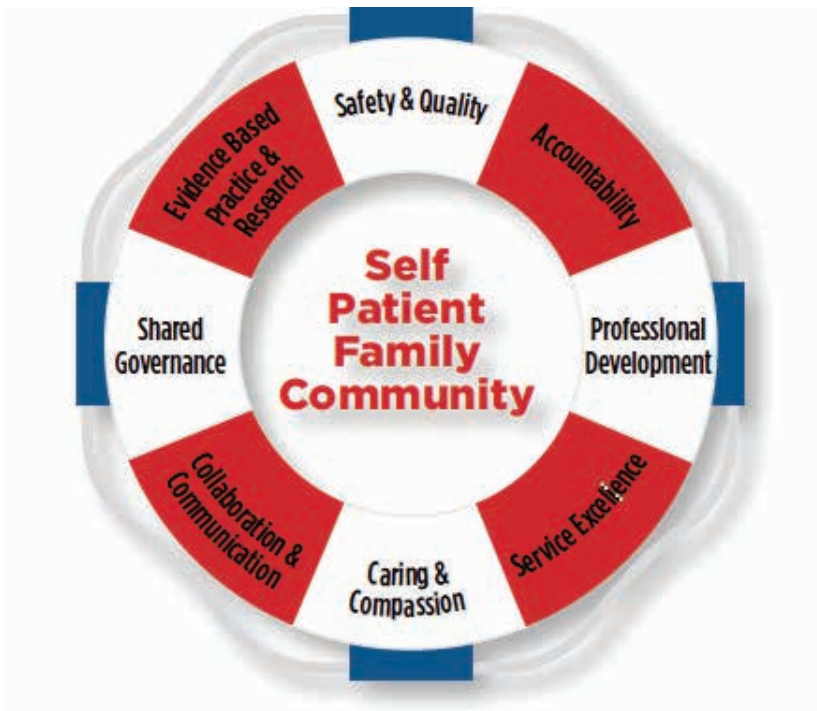 Safety & Quality
Accountability
Professional
Development
Service Excellence
Caring &
Compassion
Collaboration &
Communication
Shared
Governance
Evidence Based
Practice &
Research
Self
Patient
Family
Community